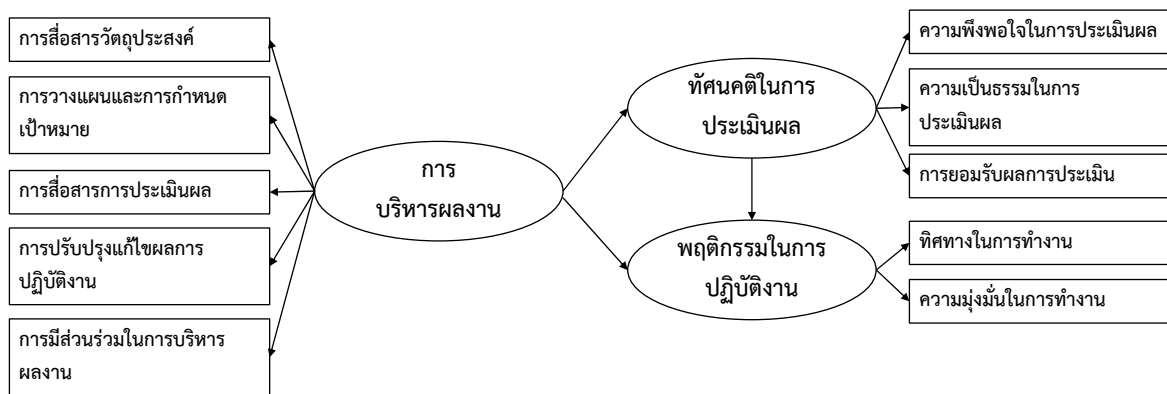 การสื่อสารวัตถุประสงค์
การวางแผนและการกำหนด
เป้าหมาย
การสื่อสารการประเมินผล
การปรับปรุงแก้ไขผลการ
ปฏิบัติงาน
การมีส่วนร่วมในการบริหาร
ผลงาน
การ
บริหารผลงาน
ทัศนคติในการ
ประเมินผล
พฤติกรรมในการ
ปฏิบัติงาน
ความพึงพอใจในการประเมินผล
ความเป็นธรรมในการ
ประเมินผล
การยอมรับผลการประเมิน
ทิศทางในการทำงาน
ความมุ่งมั่นในการทำงาน